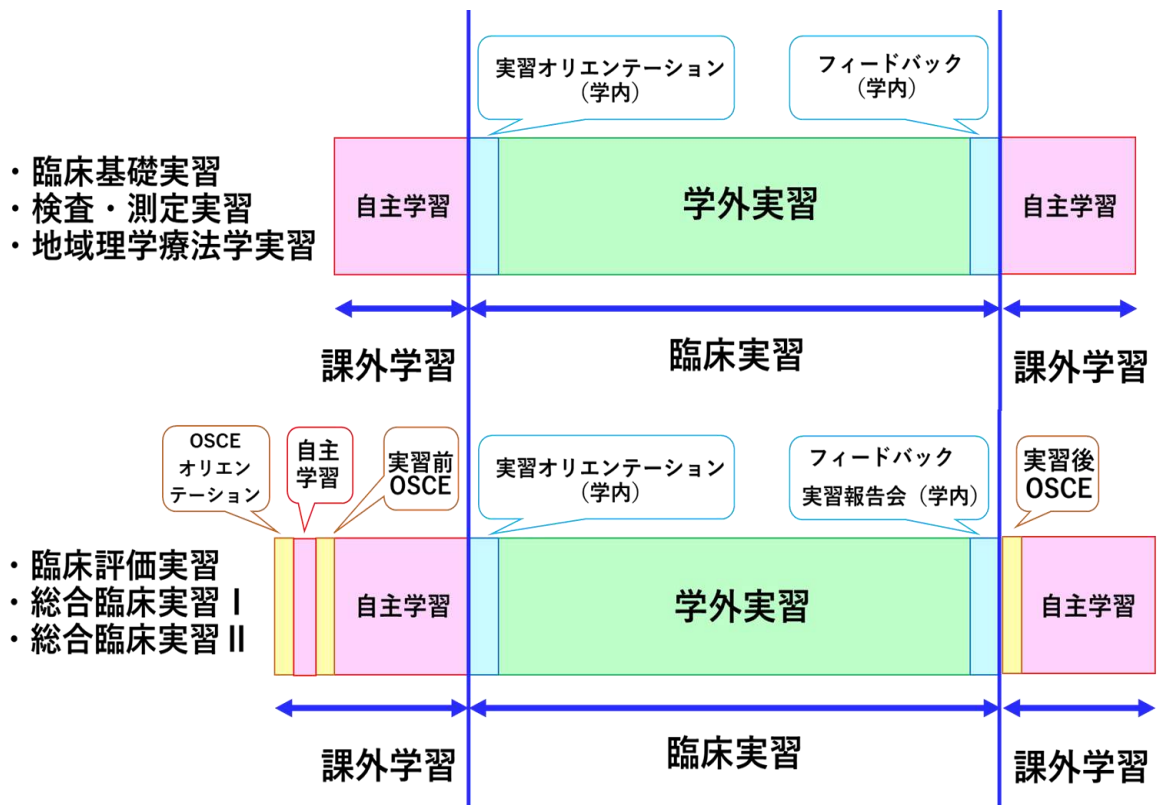 実習オリエンテーション
（学内）
フィードバック
（学内）
・臨床基礎実習
・検査・測定実習
・地域理学療法学実習
自主学習
学外実習
自主学習
課外学習
臨床実習
課外学習
OSCE
オリエン
テーション
自主
学習
実習前
OSCE
実習オリエンテーション
（学内）
フィードバック
実習報告会（学内）
実習後
OSCE
・臨床評価実習
・総合臨床実習Ⅰ
・総合臨床実習Ⅱ
自主学習
学外実習
自主学習
課外学習
臨床実習
課外学習